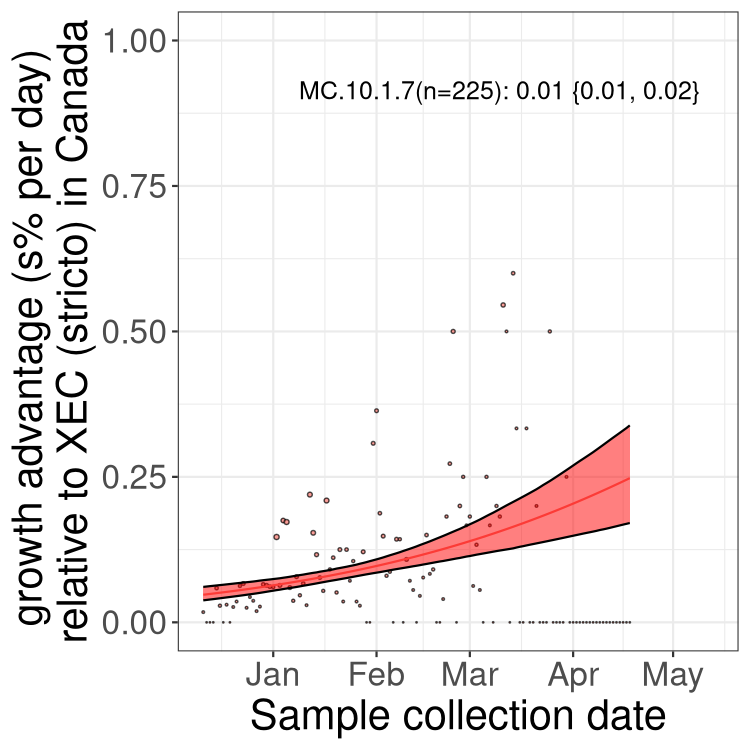 growth advantage (s% per day)
relative to XEC (stricto) in Canada
1.00
0.75
0.50
0.25
0.00
MC.10.1.7(n=225): 0.01 {0.01, 0.02}
Jan Feb Mar Apr May
Sample collection date